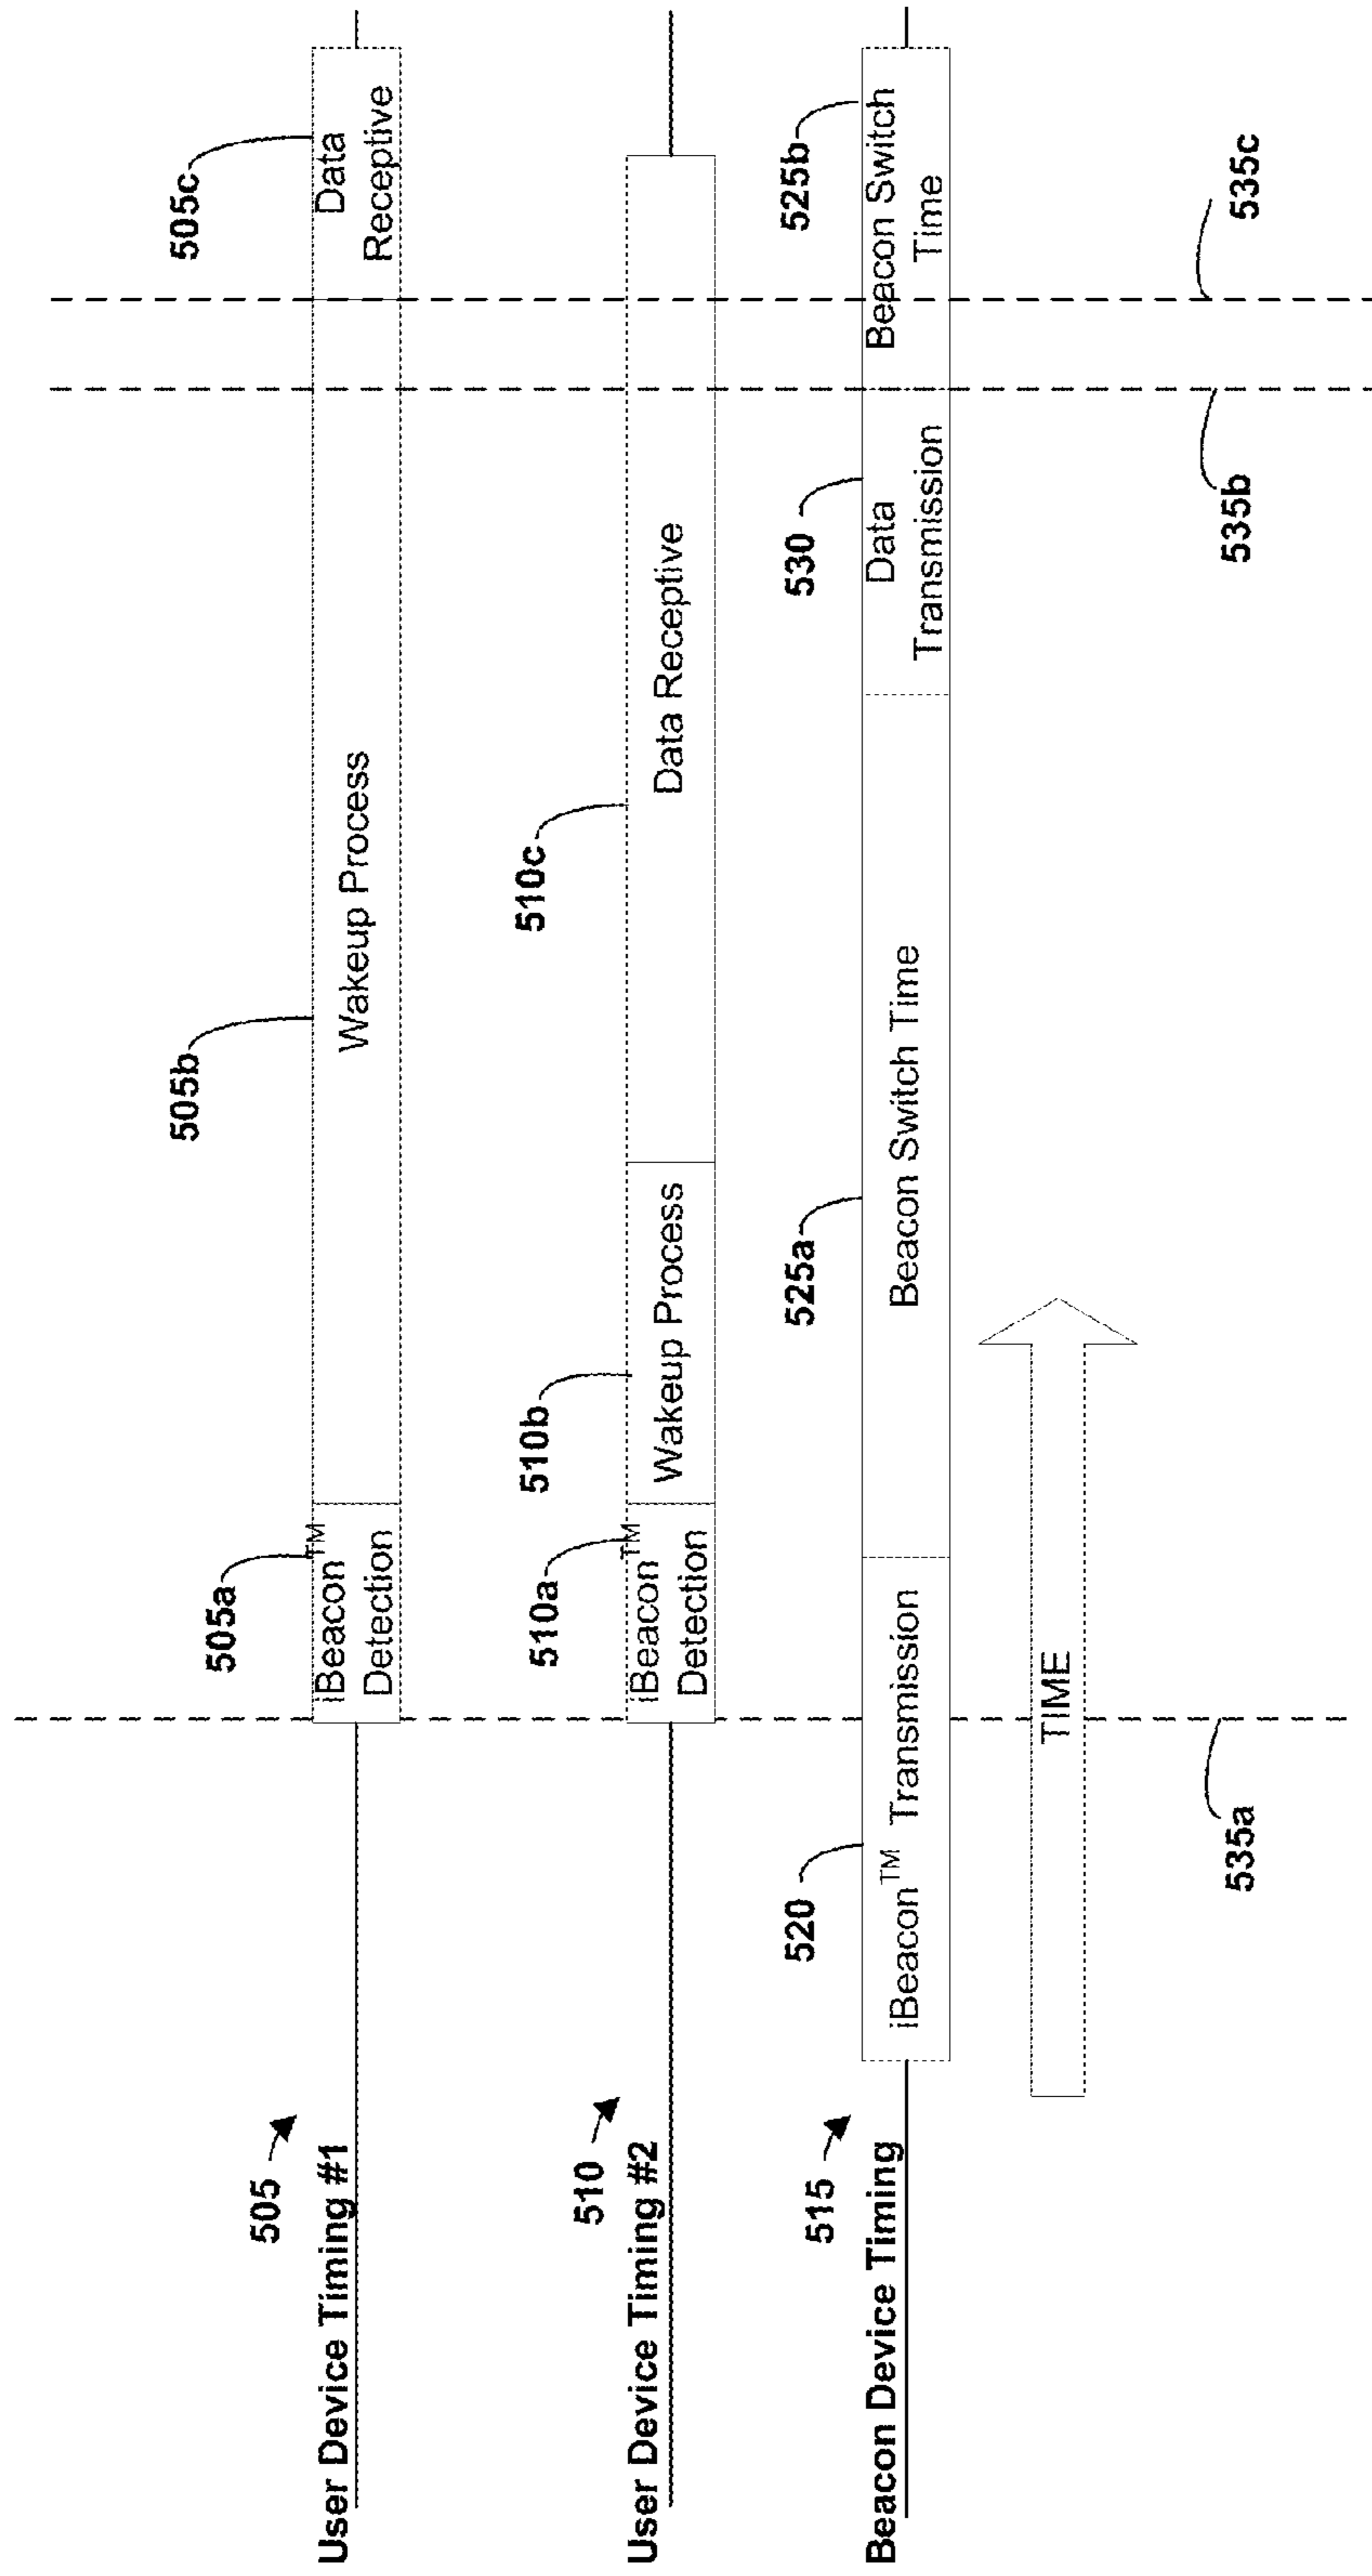 505
User Device Timing #1
505a
iBeacon™
Detection
505b
Wakeup Process
505c
Data
Receptive
510
User Device Timing #2
510a
iBeacon™
Detection
510b
Wakeup Process
510c
Data Receptive
515
Beacon Device Timing
520
iBeacon™ Transmission
525a
Beacon Switch Time
530
Data
Transmission
525b
Beacon Switch
Time
TIME
535a
535b
535c